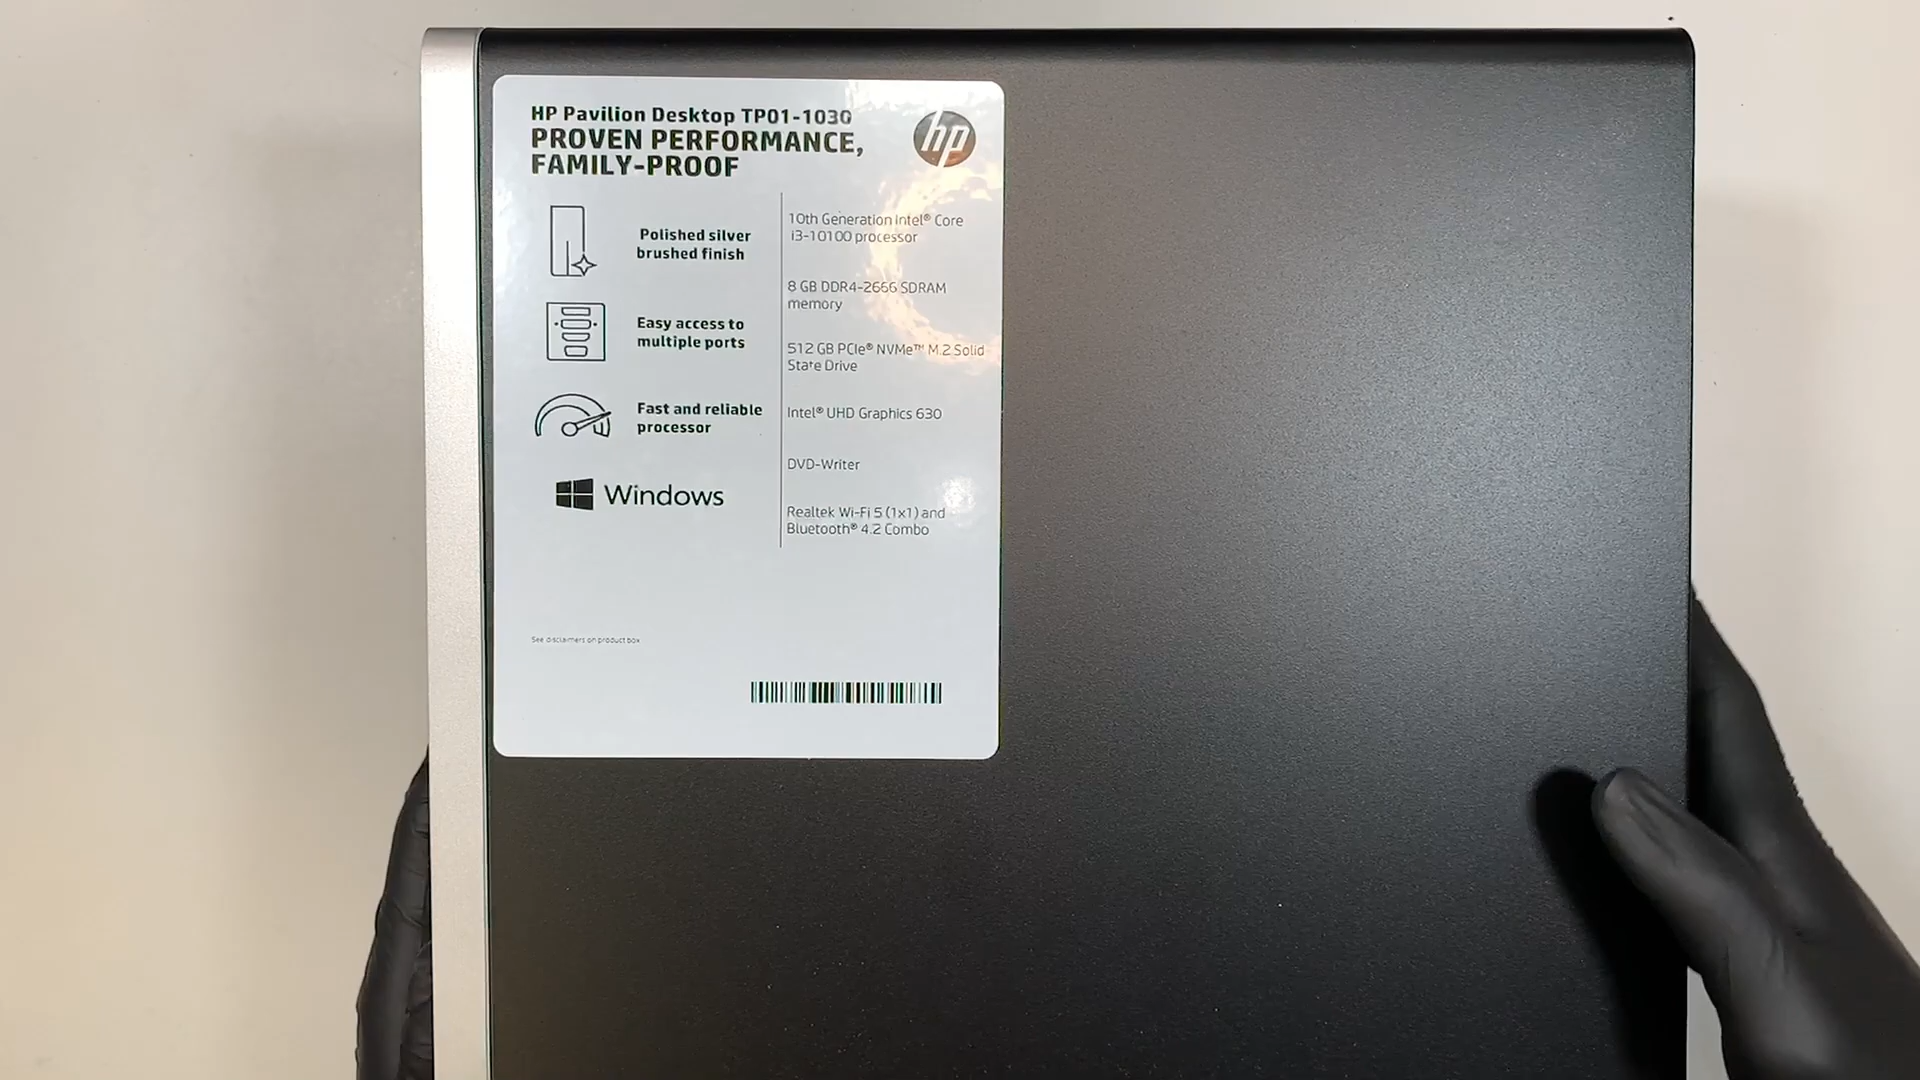 HP Pavilion Desktop TP01-1030
PROVEN PERFORMANCE,
FAMILY-PROOF
hp
Polished silver
brushed finish
Easy access to
multiple ports
Fast and reliable
processor
Windows
10th Generation Intel® Core
i3-10100 processor
8 GB DDR4-2666 SDRAM
memory
512 GB PCIe® NVMe™ M.2 Solid
State Drive
Intel® UHD Graphics 630
DVD-Writer
Realtek Wi-Fi 5 (1x1) and
Bluetooth® 4.2 Combo
See disclaimers on product box